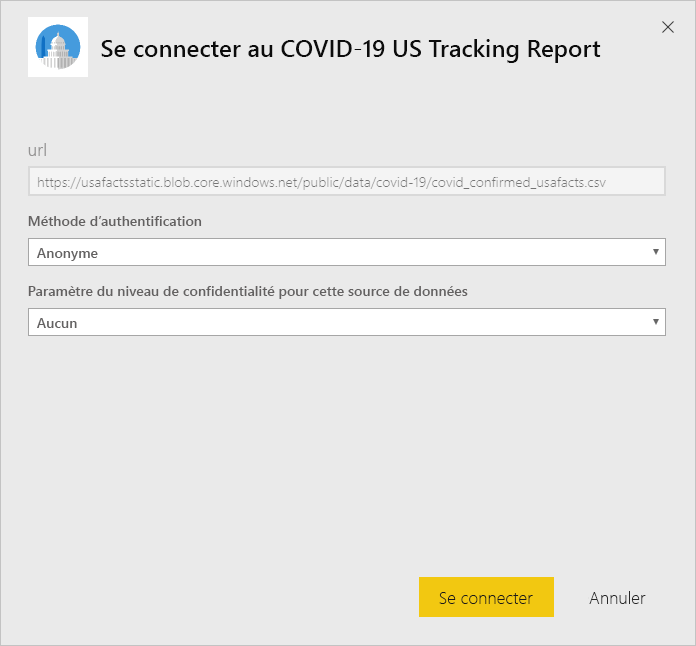 Se connecter au COVID-19 US Tracking Report
url
https://usafactsstatic.blob.core.windows.net/public/data/covid-19/covid_confirmed_usafacts.csv
Méthode d’authentification
Anonyme
Paramètre du niveau de confidentialité pour cette source de données
Aucun
Se connecter
Annuler